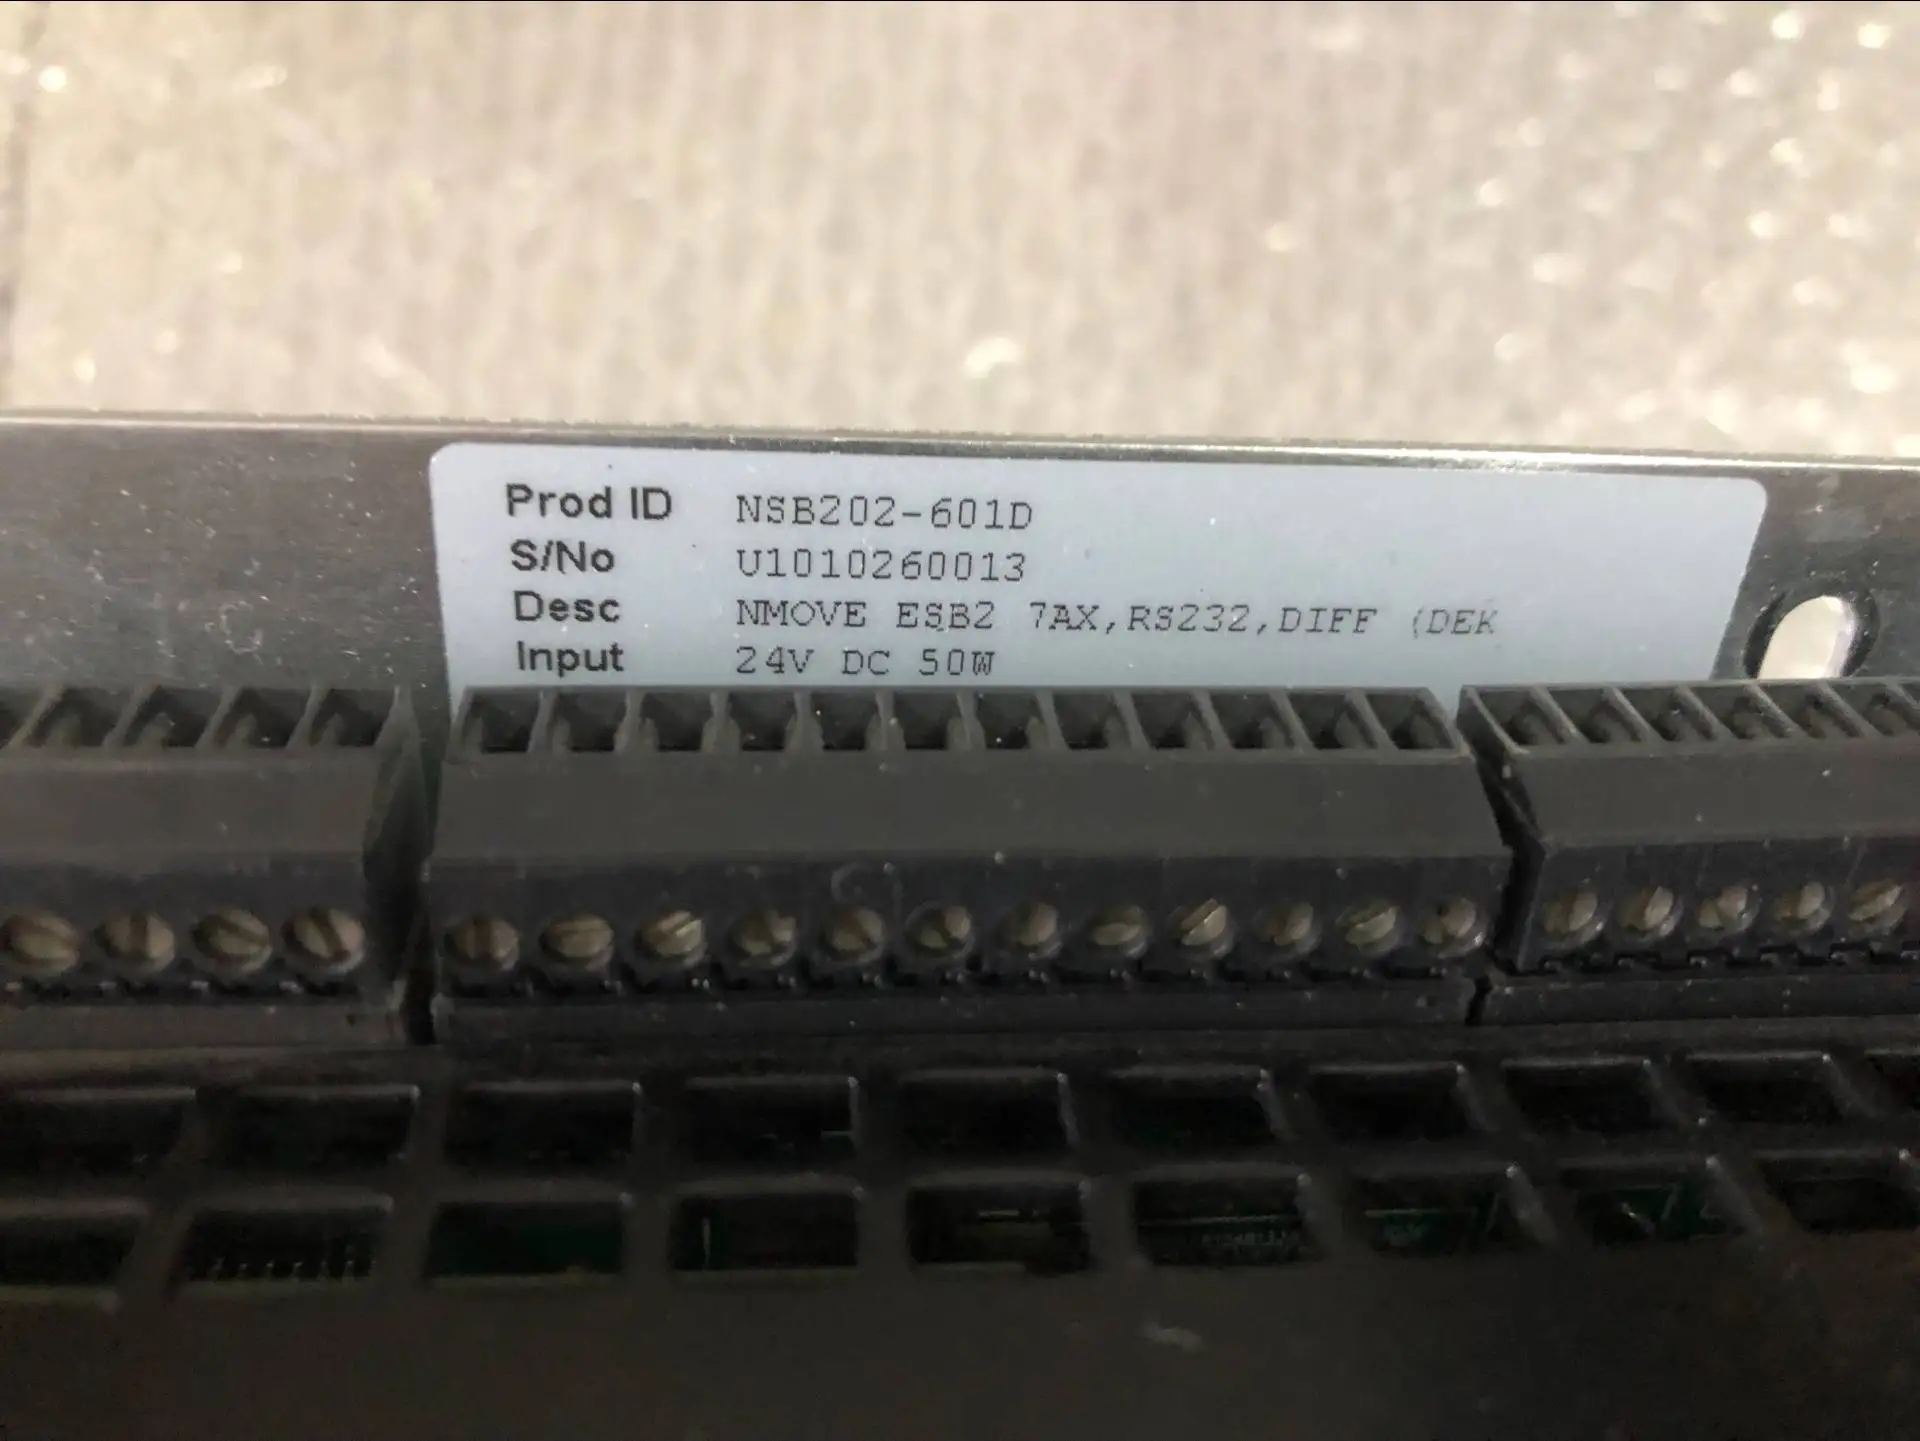 Prod ID NSB202-601D
S/No U1010260013
Desc NMOVE ESB2 7AX,RS232,DIFF (DEK
Input 24V DC 50W